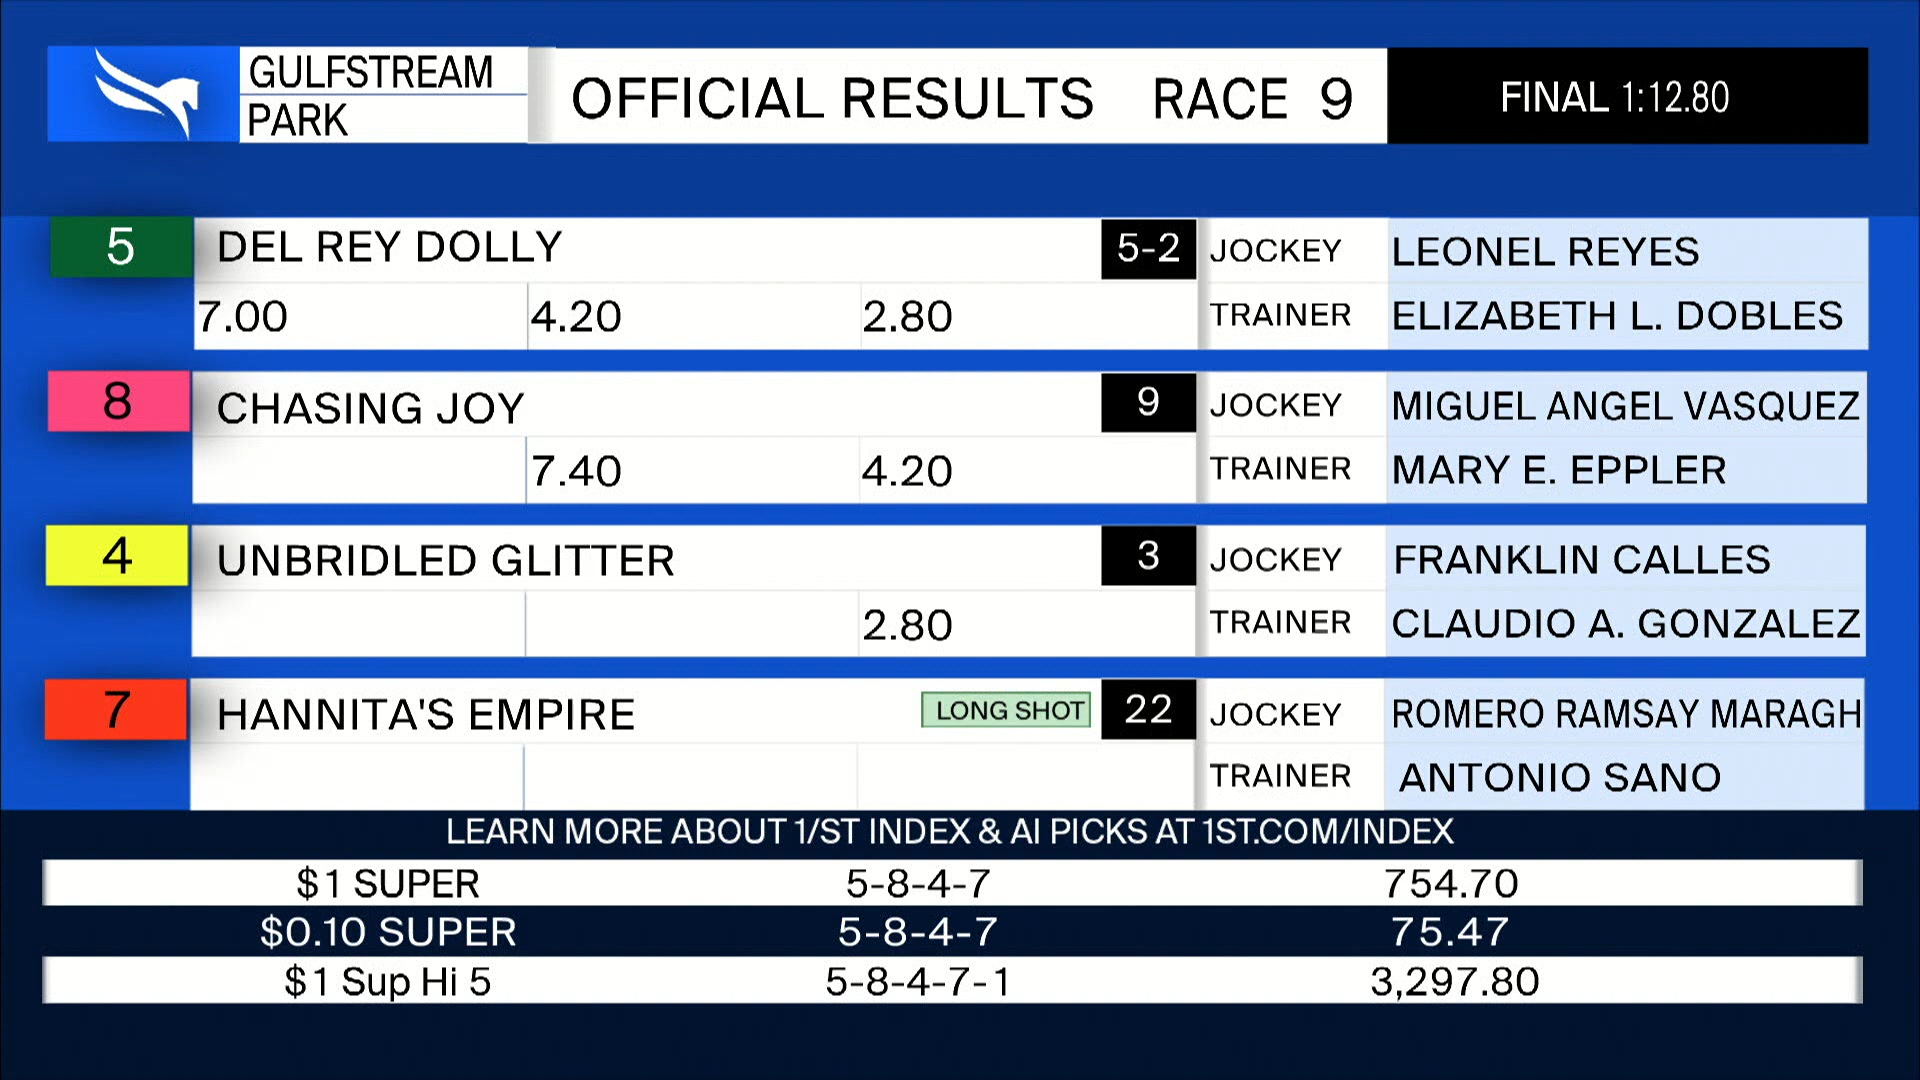 GULFSTREAM
PARK
OFFICIAL RESULTS RACE 9
FINAL 1:12.80
5 DEL REY DOLLY 5-2 JOCKEY LEONEL REYES
7.00 4.20 2.80 TRAINER ELIZABETH L. DOBLES
8 CHASING JOY 9 JOCKEY MIGUEL ANGEL VASQUEZ
7.40 4.20 TRAINER MARY E. EPPLER
4 UNBRIDLED GLITTER 3 JOCKEY FRANKLIN CALLES
2.80 TRAINER CLAUDIO A. GONZALEZ
7 HANNITA'S EMPIRE LONG SHOT 22 JOCKEY ROMERO RAMSAY MARAGH
TRAINER ANTONIO SANO
LEARN MORE ABOUT 1/ST INDEX & AI PICKS AT 1ST.COM/INDEX
$1 SUPER 5-8-4-7 754.70
$0.10 SUPER 5-8-4-7 75.47
$1 Sup Hi 5 5-8-4-7-1 3,297.80